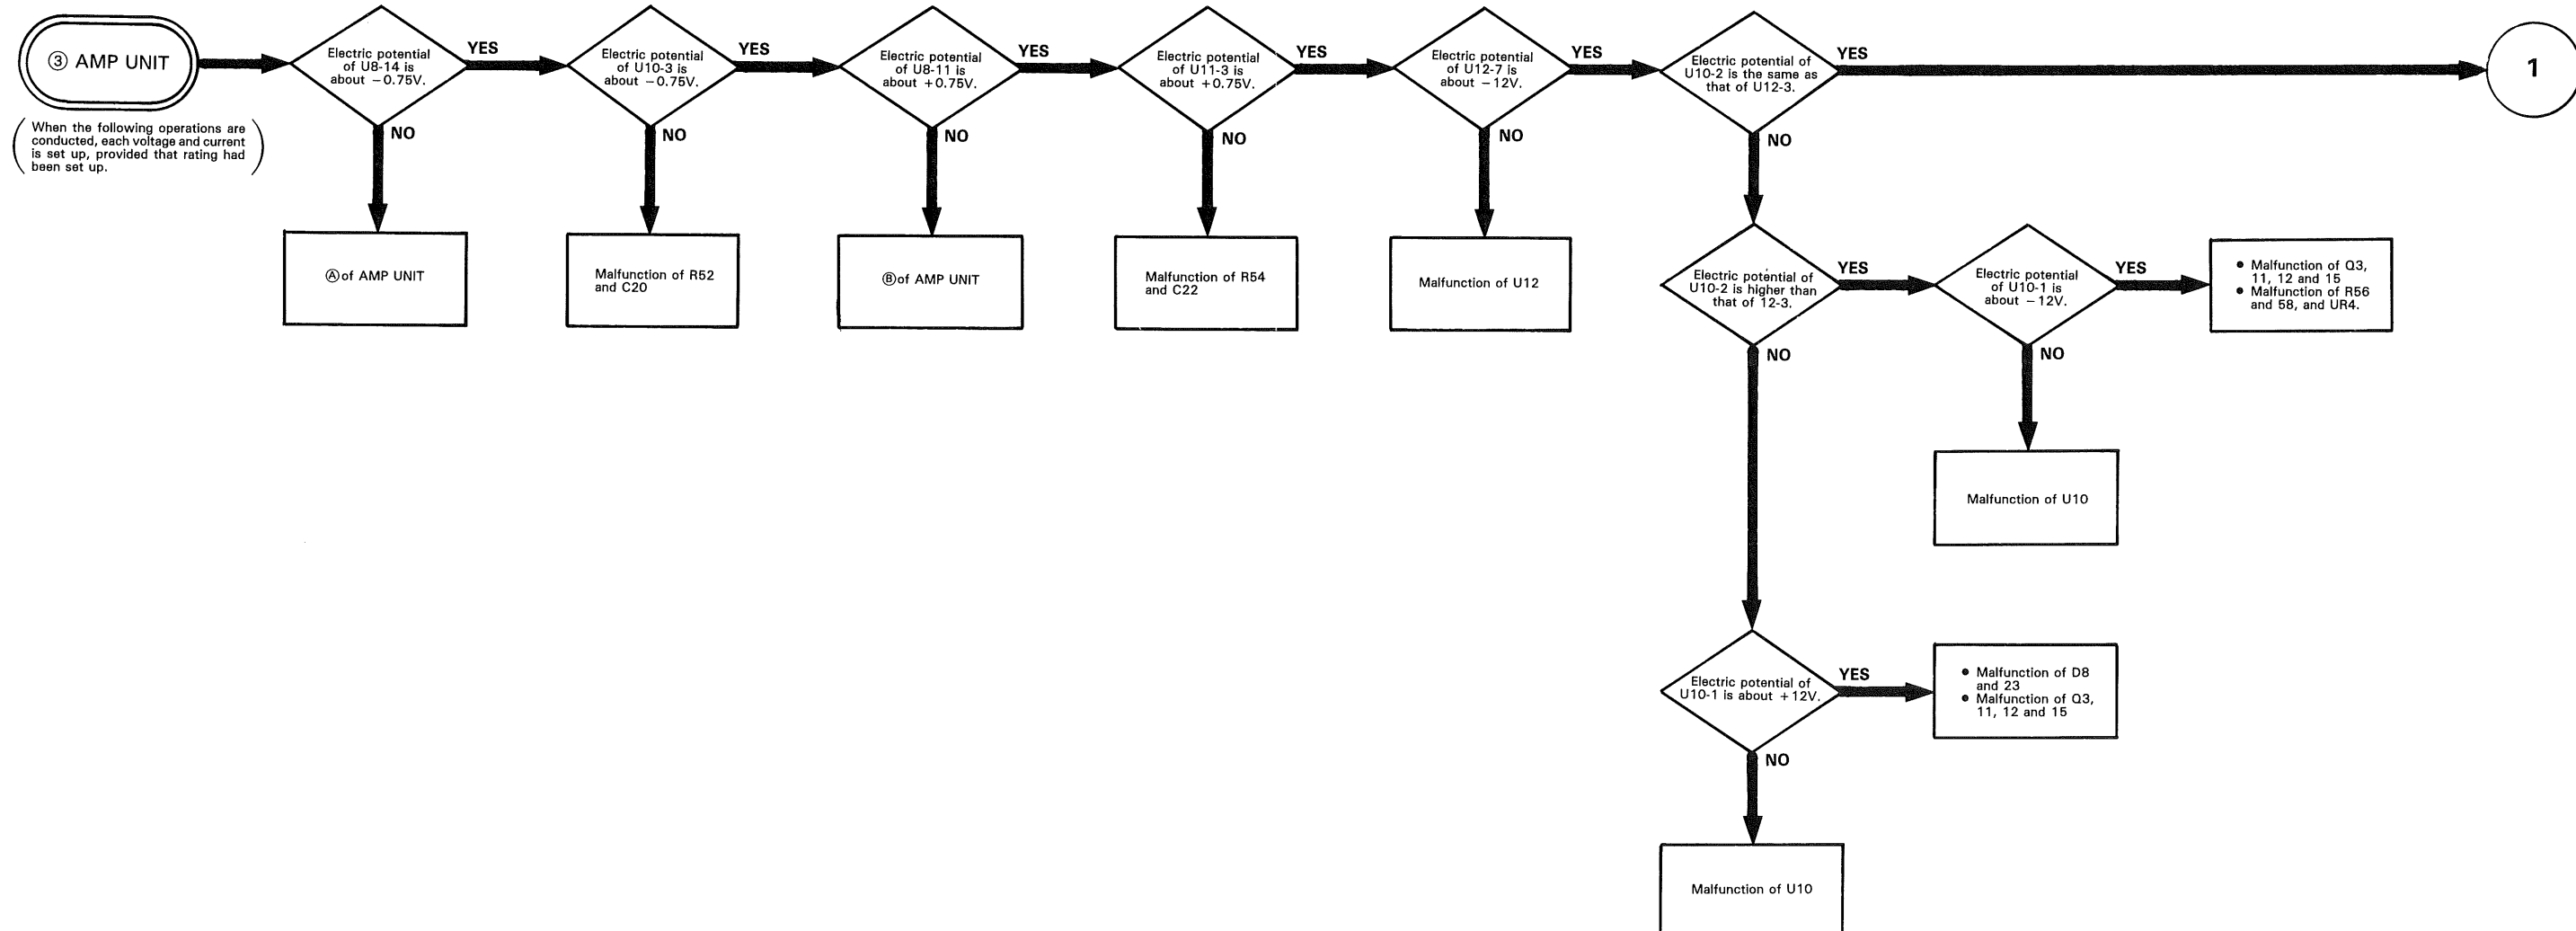 ③ AMP UNIT
When the following operations are
conducted, each voltage and current
is set up, provided that rating had
been set up.
Electric potential
of U8-14 is
about −0.75V.
YES
NO
Ⓐ of AMP UNIT
Electric potential
of U10-3 is
about −0.75V.
YES
NO
Malfunction of R52
and C20
Electric potential
of U8-11 is
about +0.75V.
YES
NO
Ⓑ of AMP UNIT
Electric potential
of U11-3 is
about +0.75V.
YES
NO
Malfunction of R54
and C22
Electric potential
of U12-7 is
about −12V.
YES
NO
Malfunction of U12
Electric potential of
U10-2 is the same as
that of U12-3.
YES
1
NO
Electric potential of
U10-2 is higher than
that of 12-3.
YES
Electric potential
of U10-1 is
about −12V.
YES
● Malfunction of Q3,
11, 12 and 15
● Malfunction of R56
and 58, and UR4.
NO
Malfunction of U10
NO
Electric potential of
U10-1 is about +12V.
YES
● Malfunction of D8
and 23
● Malfunction of Q3,
11, 12 and 15
NO
Malfunction of U10